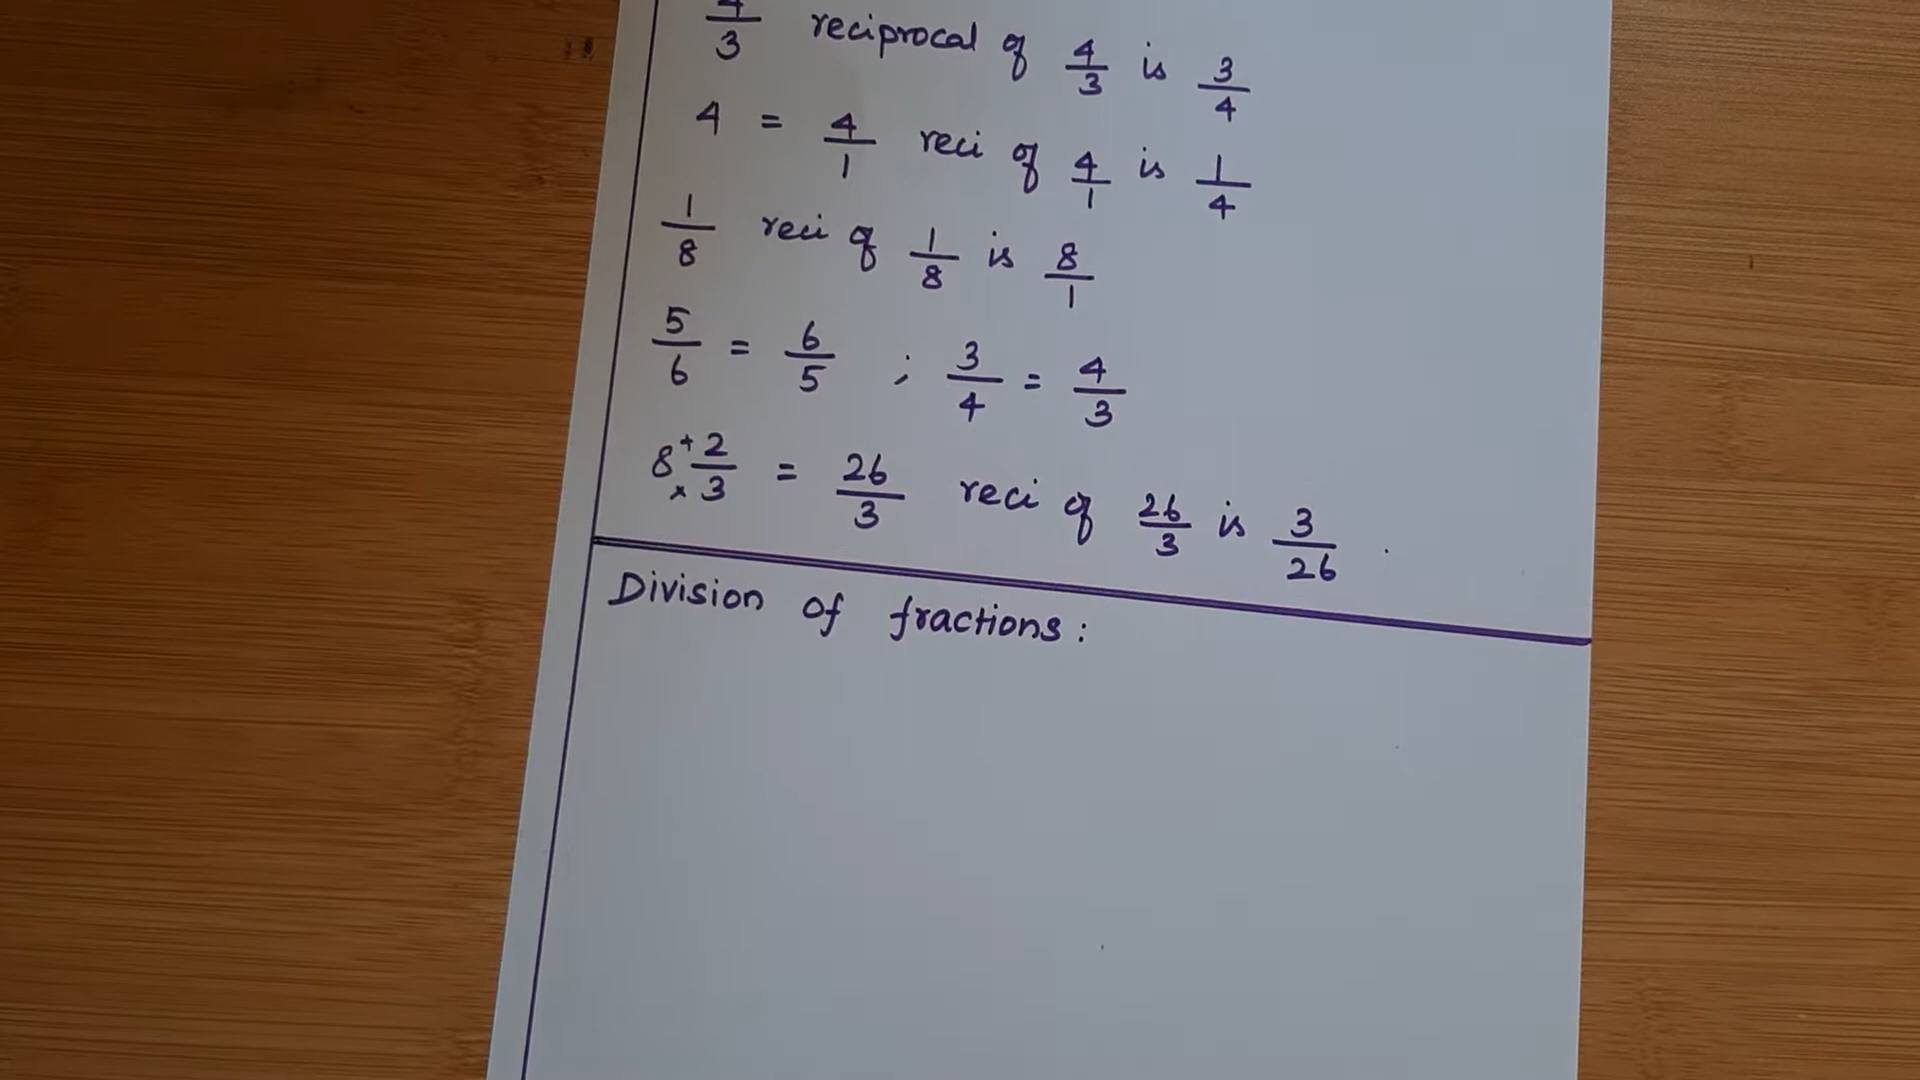 4/3 reciprocal of 4/3 is 3/4
4 = 4/1 reci of 4/1 is 1/4
1/8 reci of 1/8 is 8/1
5/6 = 6/5 ; 3/4 = 4/3
8 + 2/3 × = 26/3 reci of 26/3 is 3/26
Division of fractions: